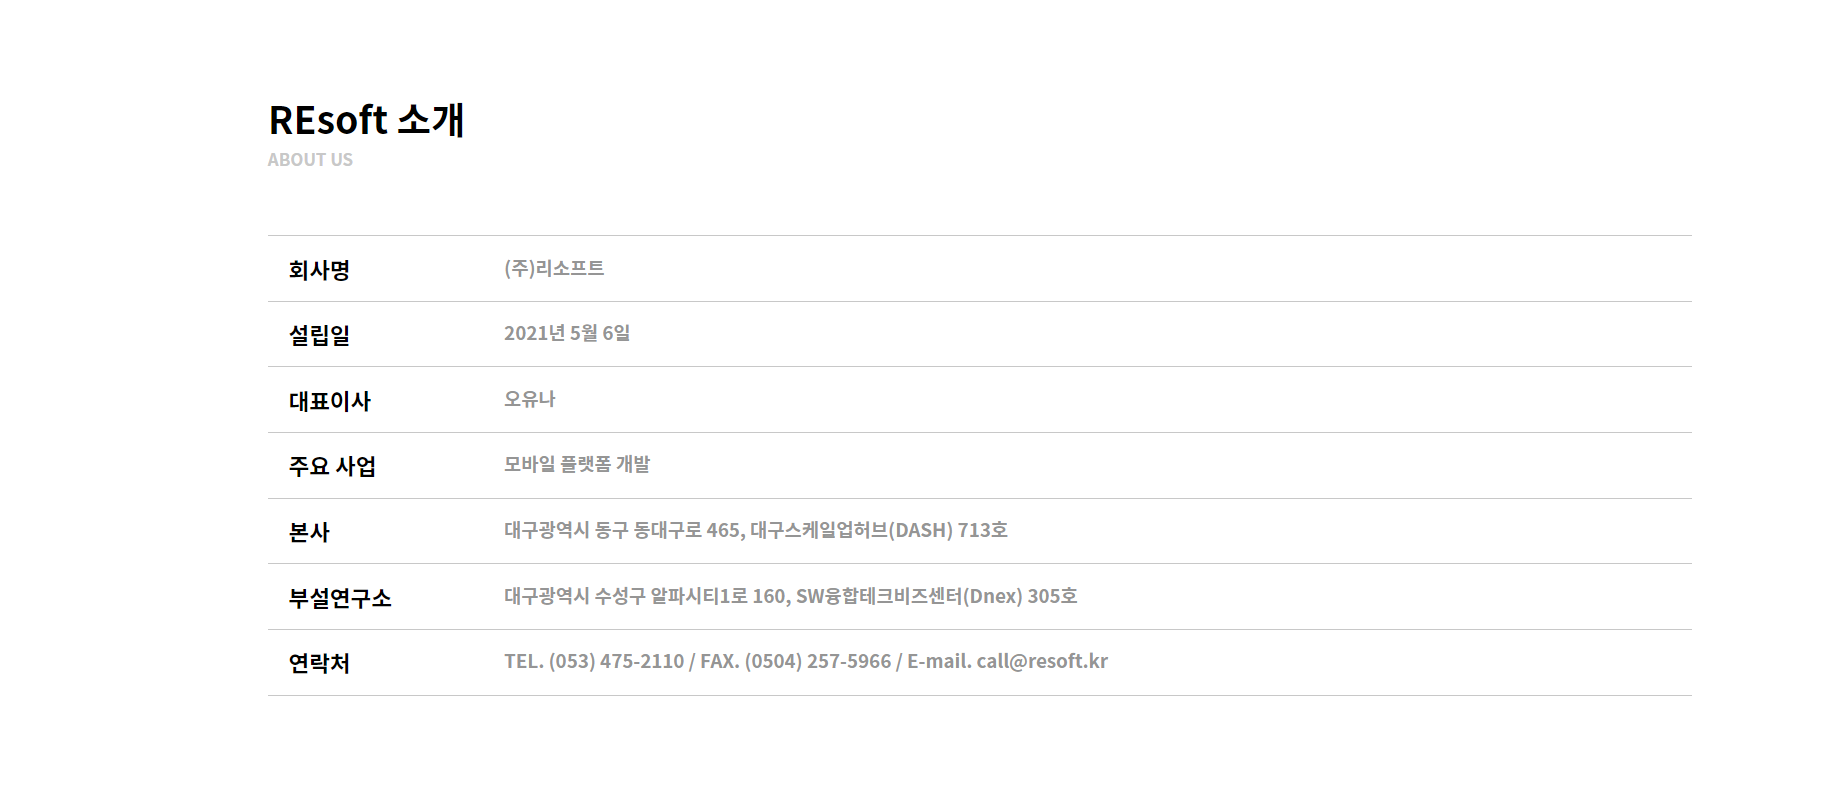 REsoft 소개
ABOUT US
회사명 (주)리소프트
설립일 2021년 5월 6일
대표이사 오유나
주요 사업 모바일 플랫폼 개발
본사 대구광역시 동구 동대구로 465, 대구스케일업허브(DASH) 713호
부설연구소 대구광역시 수성구 알파시티1로 160, SW융합테크비즈센터(Dnex) 305호
연락처 TEL. (053) 475-2110 / FAX. (0504) 257-5966 / E-mail. call@resoft.kr